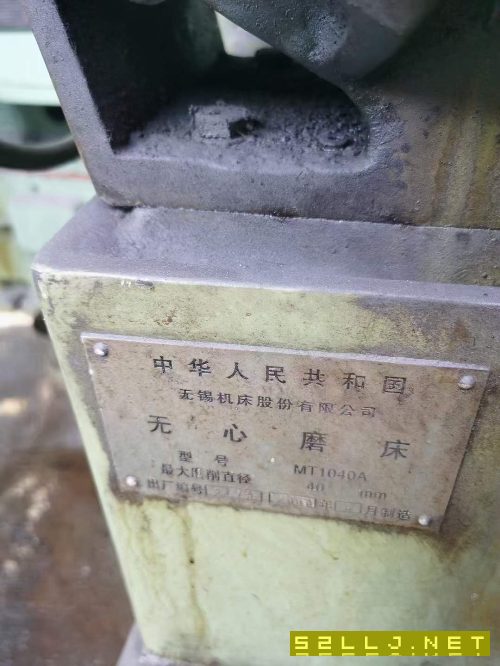 中华人民共和国
无锡机床股份有限公司
无心磨床
型号 MT1040A
最大磨削直径 40 mm
出厂编号 年 月制造
52LLJ.NET